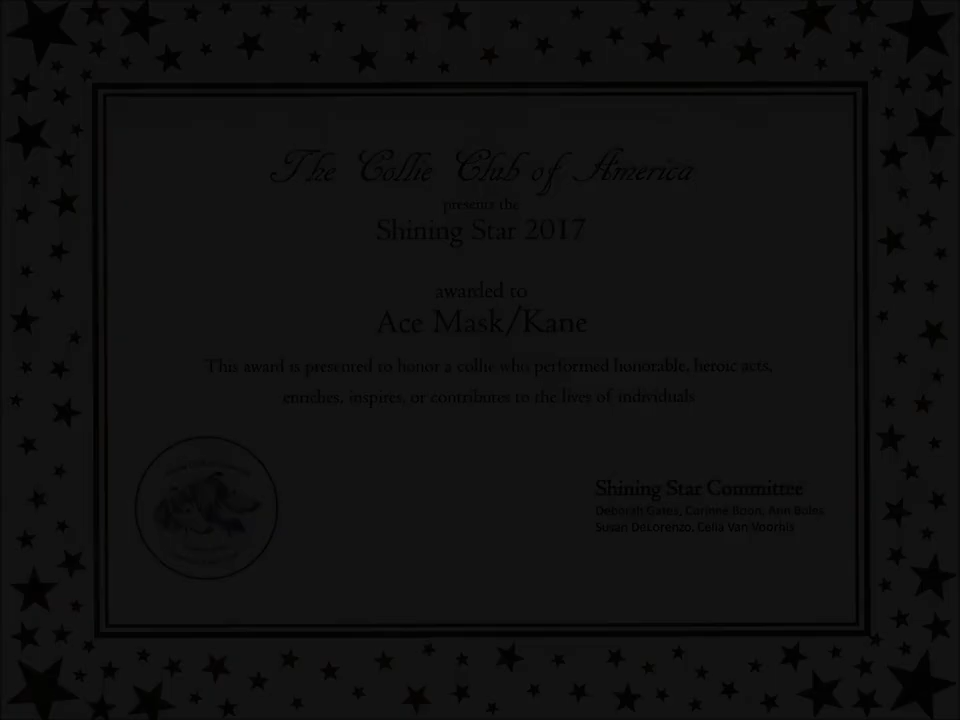 The Collie Club of America
presents the
Shining Star 2017
awarded to
Ace Mask/Kane
This award is presented to honor a collie who performed honorable, heroic acts,
enriches, inspires, or contributes to the lives of individuals
Shining Star Committee
Deborah Gates, Carinne Boon, Ann Bales
Susan DeLorenzo, Celia Van Voorhis